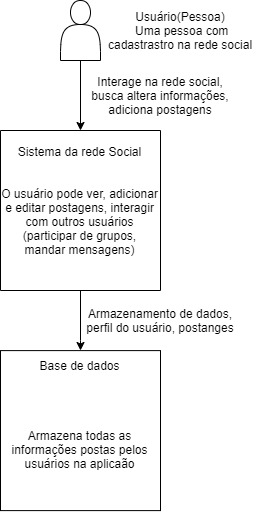 Usuário(Pessoa)
Uma pessoa com
cadastrastro na rede social
Interage na rede social,
busca altera informações,
adiciona postagens
Sistema da rede Social
O usuário pode ver, adicionar
e editar postagens, interagir
com outros usuários
(participar de grupos,
mandar mensagens)
Armazenamento de dados,
perfil do usuário, postanges
Base de dados
Armazena todas as
informações postas pelos
usuários na aplicaão